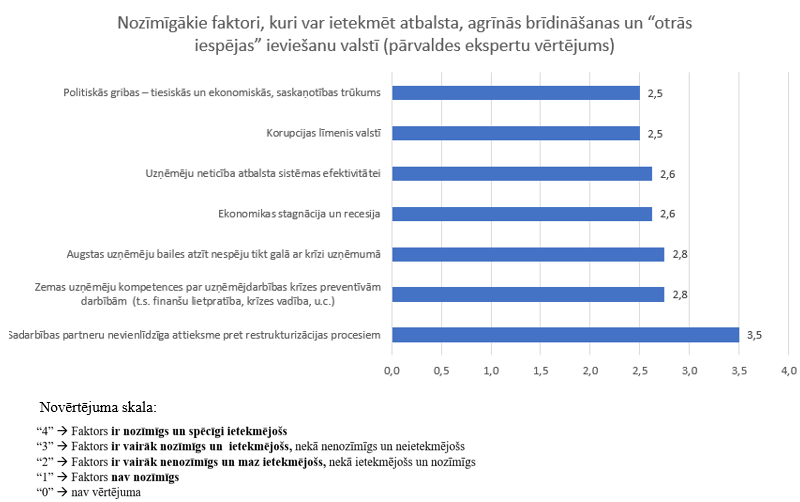 Nozīmīgākie faktori, kuri var ietekmēt atbalsta, agrīnās brīdināšanas un “otrās
iespējas” ieviešanu valstī (pārvaldes ekspertu vērtējums)
Politiskās gribas – tiesiskās un ekonomiskās, saskaņotības trūkums 2,5
Korupcijas līmenis valstī 2,5
Uzņēmēju neticība atbalsta sistēmas efektivitātei 2,6
Ekonomikas stagnācija un recesija 2,6
Augstas uzņēmēju bailes atzīt nespēju tikt galā ar krīzi uzņēmumā 2,8
Zemas uzņēmēju kompetences par uzņēmējdarbības krīzes preventīvām
darbībām (t.s. finanšu lietpratība, krīzes vadība, u.c.) 2,8
Sadarbības partneru nevienlīdzīga attieksme pret restrukturizācijas procesiem 3,5
0,0 0,5 1,0 1,5 2,0 2,5 3,0 3,5 4,0
Novērtējuma skala:
“4” → Faktors ir nozīmīgs un spēcīgi ietekmējošs
“3” → Faktors ir vairāk nozīmīgs un ietekmējošs, nekā nenozīmīgs un neietekmējošs
“2” → Faktors ir vairāk nenozīmīgs un maz ietekmējošs, nekā ietekmējošs un nozīmīgs
“1” → Faktors nav nozīmīgs
“0” → nav vērtējuma